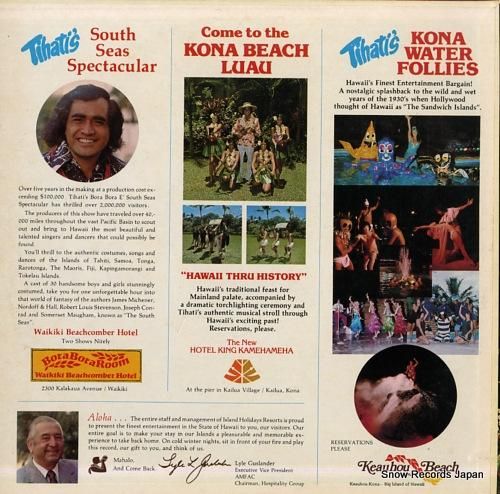 Tihati's
South
Seas
Spectacular
Over five years in the making at a production cost ex-
ceeding $100,000. Tihati's Bora Bora E' South Seas
Spectacular has thrilled over 2,000,000 visitors.
The producers of this show have traveled over 40,-
000 miles throughout the vast Pacific Basin to scout
out and bring to Hawaii the most beautiful and
talented singers and dancers that could possibly be
found.
You'll thrill to the authentic costumes, songs and
dances of the Islands of Tahiti, Samoa, Tonga,
Rarotonga, The Maoris, Fiji, Kapingamorangi and
Tokelau Islands.
A cast of 30 handsome boys and girls stunningly
costumed, take you for one unforgettable hour into
that world of fantasy of the authors James Michener,
Nordoff & Hall, Robert Louis Stevenson, Joseph Con-
rad and Somerset Maugham, known as "The South
Seas".
Waikiki Beachcomber Hotel
Two Shows Nitely
BoraBoraRoom
Waikiki Beachcomber Hotel
2300 Kalakaua Avenue / Waikiki
Come to the
KONA BEACH
LUAU
"HAWAII THRU HISTORY"
Hawaii's traditional feast for
Mainland palate, accompanied by
a dramatic torchlighting ceremony and
Tihati's authentic musical stroll through
Hawaii's exciting past!
Reservations, please.
The New
HOTEL KING KAMEHAMEHA
At the pier in Kailua Village / Kailua, Kona
Tihati's
KONA
WATER
FOLLIES
Hawaii's Finest Entertainment Bargain!
A nostalgic splashback to the wild and wet
years of the 1930's when Hollywood
thought of Hawaii as "The Sandwich Islands".
RESERVATIONS
PLEASE
Keauhou Beach
Keauhou-Kona - Big Island of Hawaii
Aloha . . . The entire staff and management of Island Holidays Resorts is proud
to present the finest entertainment in the State of Hawaii to you, our visitors. Our
entire goal is to make your stay in our Islands a pleasurable and memorable ex-
perience to take back home. On cold winter nights, sit in front of your fire and play
this record, our gift to you, and think of us.
Mahalo,
And Come Back.
Lyle L. Guslander
Lyle Guslander
Executive Vice President
AMFAC
Chairman, Hospitality Group
Snow Records Japan